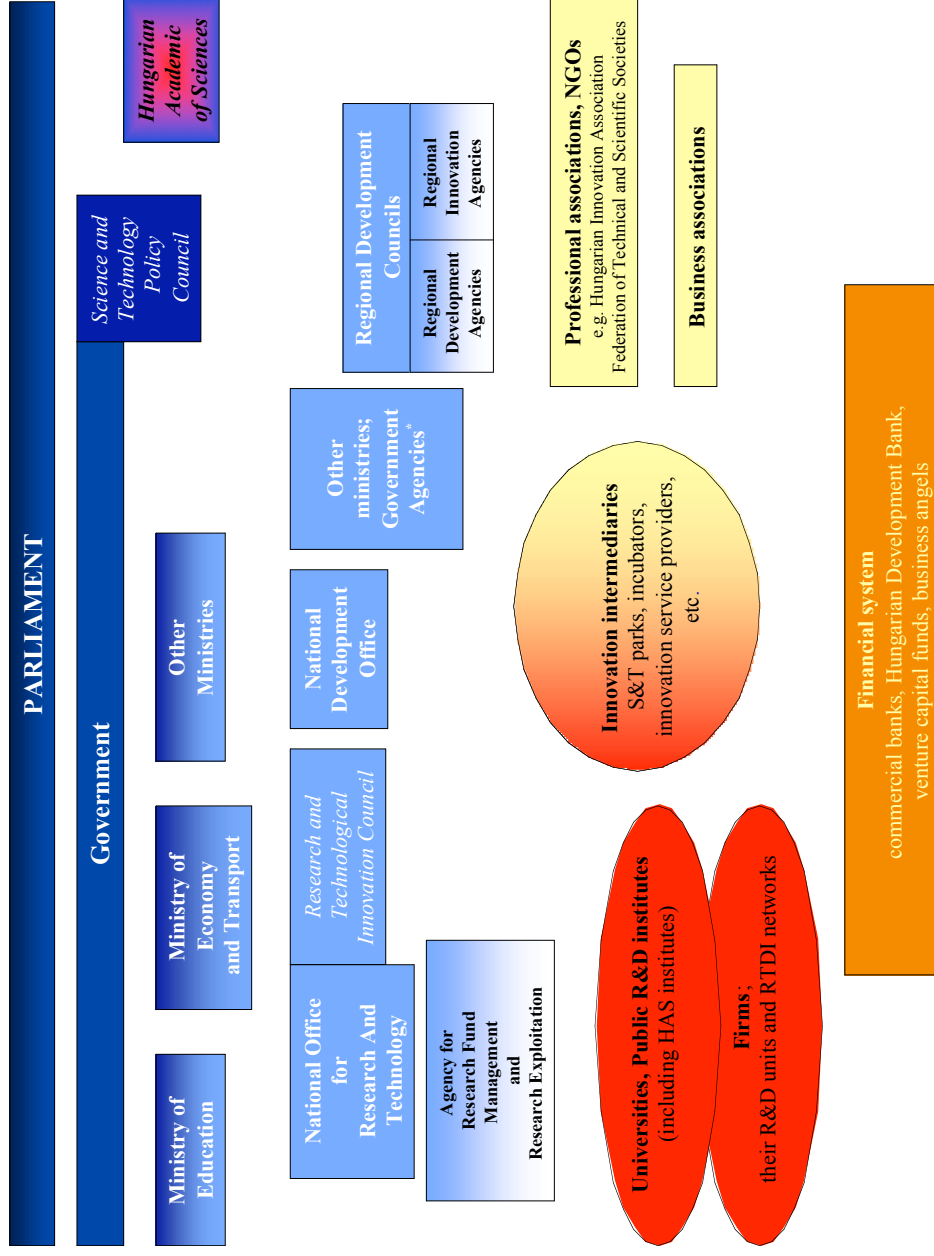 PARLIAMENT
Government
Science and
Technology
Policy
Council
Hungarian
Academic
of Sciences
Ministry of
Education
Ministry of
Economy
and Transport
Other
Ministries
National Office
for
Research And
Technology
Research and
Technological
Innovation Council
National
Development
Office
Other
ministries;
Government
Agencies*
Regional Development
Councils
Regional
Development
Agencies
Regional
Innovation
Agencies
Agency for
Research Fund
Management
and
Research Exploitation
Universities, Public R&D institutes
(including HAS institutes)
Firms;
their R&D units and RTDI networks
Innovation intermediaries
S&T parks, incubators,
innovation service providers,
etc.
Professional associations, NGOs
e.g. Hungarian Innovation Association
Federation of Technical and Scientific Societies
Business associations
Financial system
commercial banks, Hungarian Development Bank,
venture capital funds, business angels